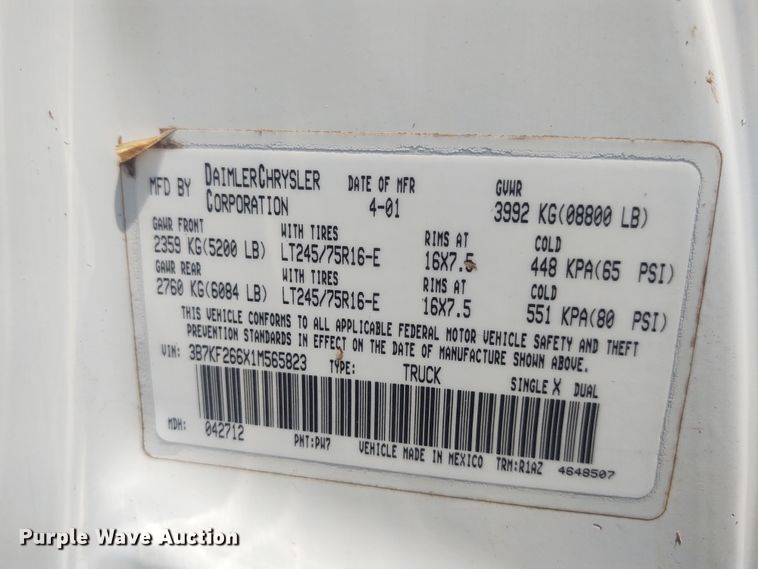 MFD BY DAIMLERCHRYSLER CORPORATION DATE OF MFR 4-01 GVWR 3992 KG(08800 LB)
GAWR FRONT WITH TIRES RIMS AT COLD
2359 KG(5200 LB) LT245/75R16-E 16X7.5 448 KPA(65 PSI)
GAWR REAR WITH TIRES RIMS AT COLD
2760 KG(6084 LB) LT245/75R16-E 16X7.5 551 KPA(80 PSI)
THIS VEHICLE CONFORMS TO ALL APPLICABLE FEDERAL MOTOR VEHICLE SAFETY AND THEFT
PREVENTION STANDARDS IN EFFECT ON THE DATE OF MANUFACTURE SHOWN ABOVE.
VIN: 3B7KF266X1M565823 TYPE: TRUCK SINGLE X DUAL
MDH: 042712 PNT:PW7 VEHICLE MADE IN MEXICO TRM:R1AZ 4648507
Purple Wave Auction